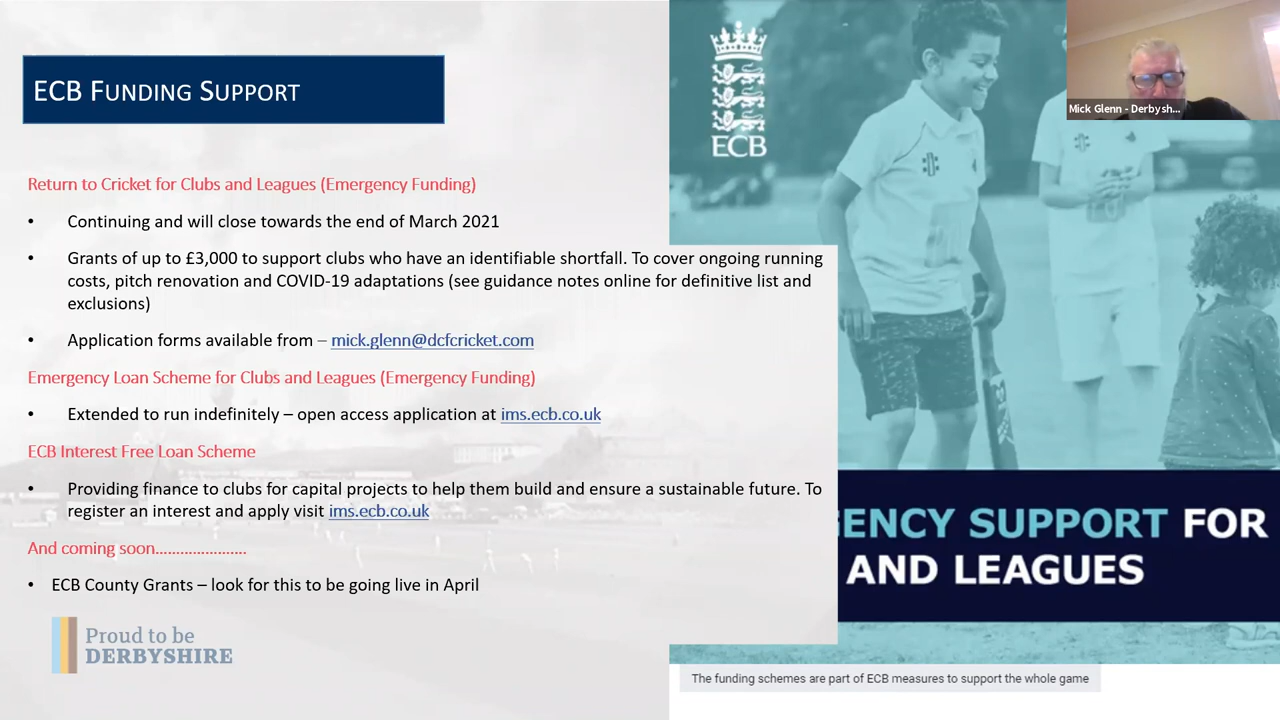 ECB FUNDING SUPPORT
Return to Cricket for Clubs and Leagues (Emergency Funding)
• Continuing and will close towards the end of March 2021
• Grants of up to £3,000 to support clubs who have an identifiable shortfall. To cover ongoing running
costs, pitch renovation and COVID-19 adaptations (see guidance notes online for definitive list and
exclusions)
• Application forms available from – mick.glenn@dcfcricket.com
Emergency Loan Scheme for Clubs and Leagues (Emergency Funding)
• Extended to run indefinitely – open access application at ims.ecb.co.uk
ECB Interest Free Loan Scheme
• Providing finance to clubs for capital projects to help them build and ensure a sustainable future. To
register an interest and apply visit ims.ecb.co.uk
And coming soon......................
• ECB County Grants – look for this to be going live in April
Proud to be
DERBYSHIRE
ECB
Mick Glenn - Derbysh...
ENCY SUPPORT FOR
AND LEAGUES
The funding schemes are part of ECB measures to support the whole game